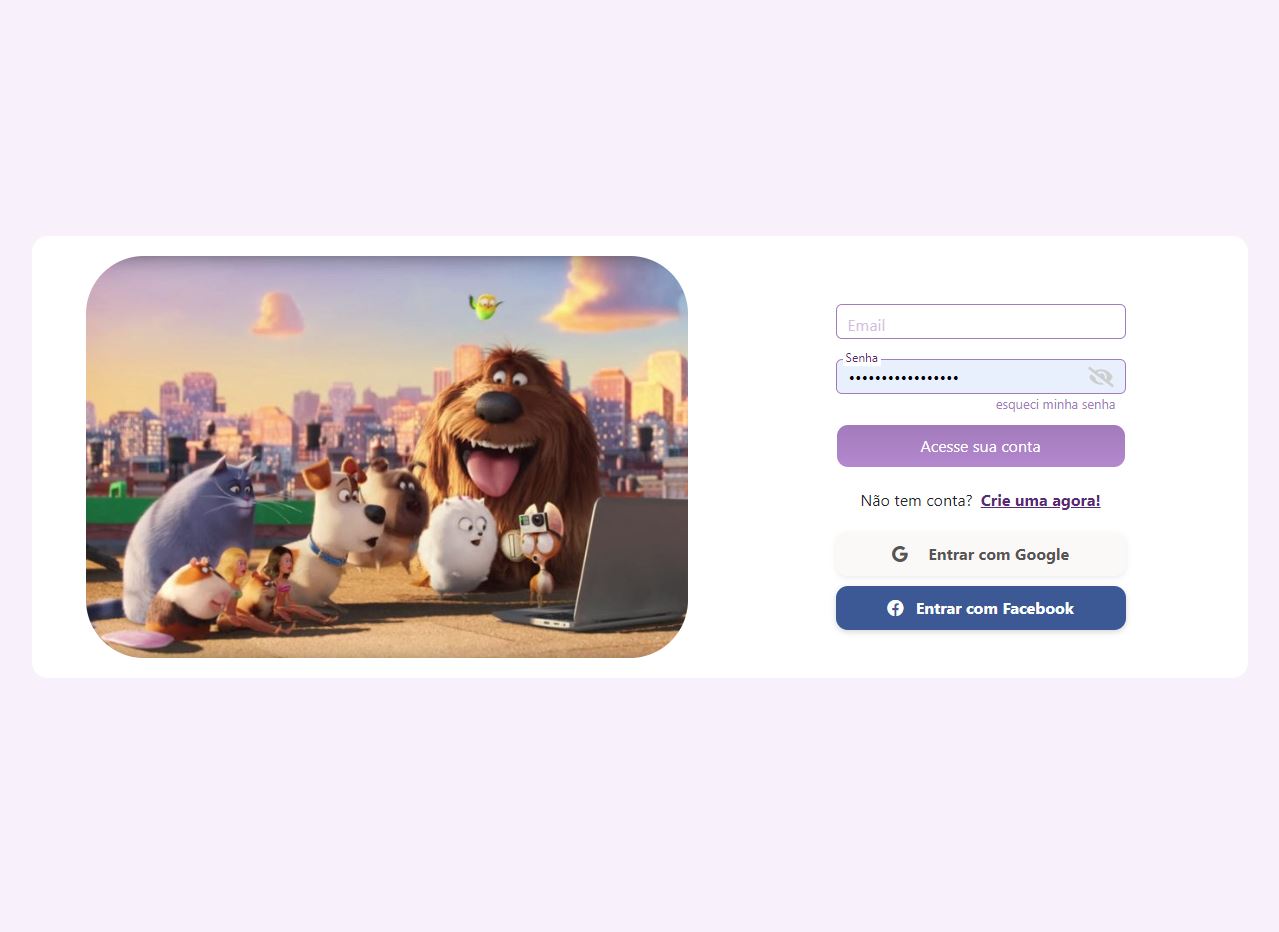 Email
Senha
•••••••••••••••••
esqueci minha senha
Acesse sua conta
Não tem conta? Crie uma agora!
Entrar com Google
Entrar com Facebook